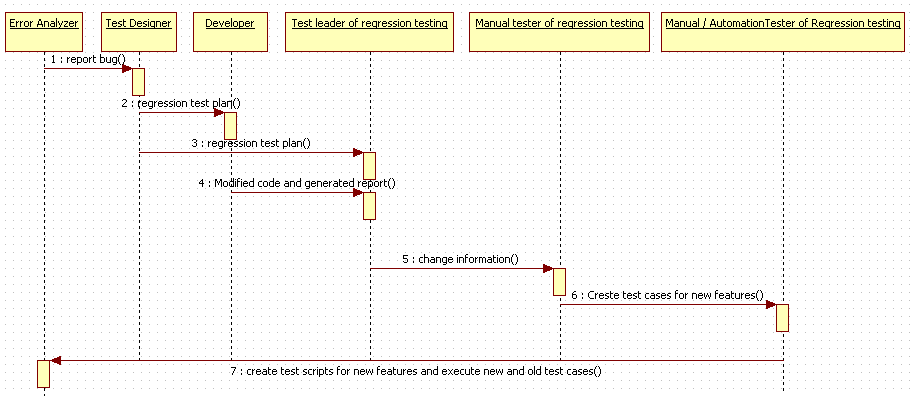 Error Analyzer
Test Designer
Developer
Test leader of regression testing
Manual tester of regression testing
Manual / AutomationTester of Regression testing
1 : report bug()
2 : regression test plan()
3 : regression test plan()
4 : Modified code and generated report()
5 : change information()
6 : Creste test cases for new features()
7 : create test scripts for new features and execute new and old test cases()